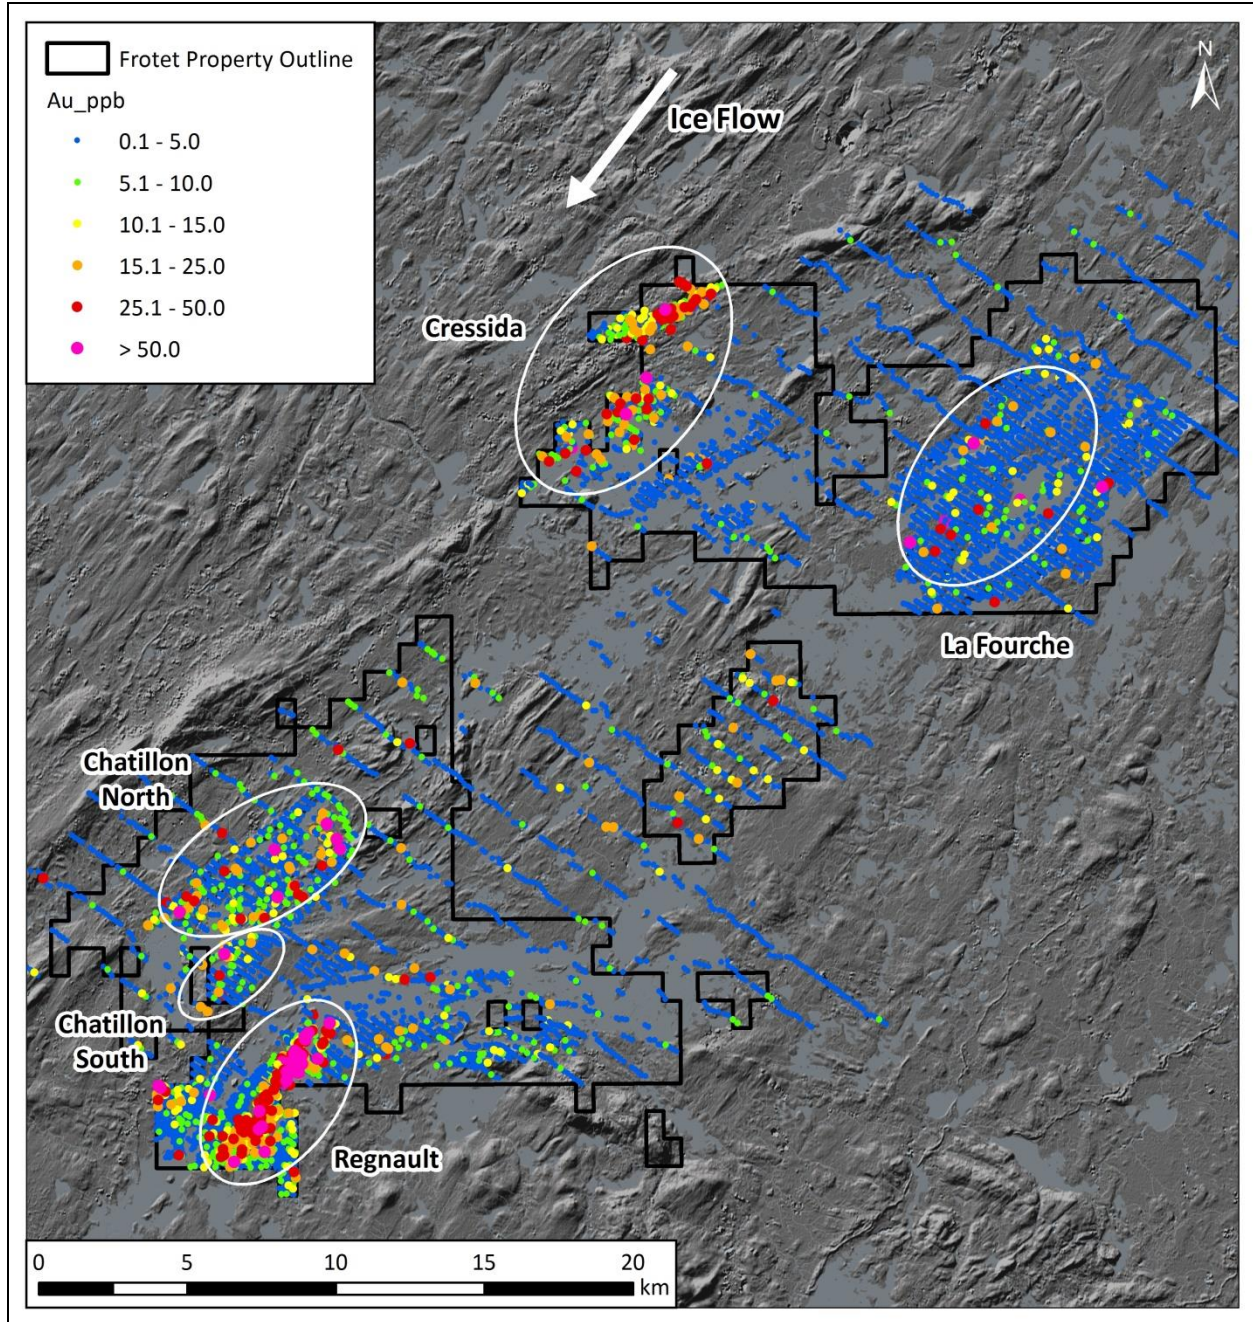 Frotet Property Outline
Au_ppb
0.1 - 5.0
5.1 - 10.0
10.1 - 15.0
15.1 - 25.0
25.1 - 50.0
> 50.0
N
Ice Flow
Cressida
La Fourche
Chatillon
North
Chatillon
South
Regnault
0 5 10 15 20
km